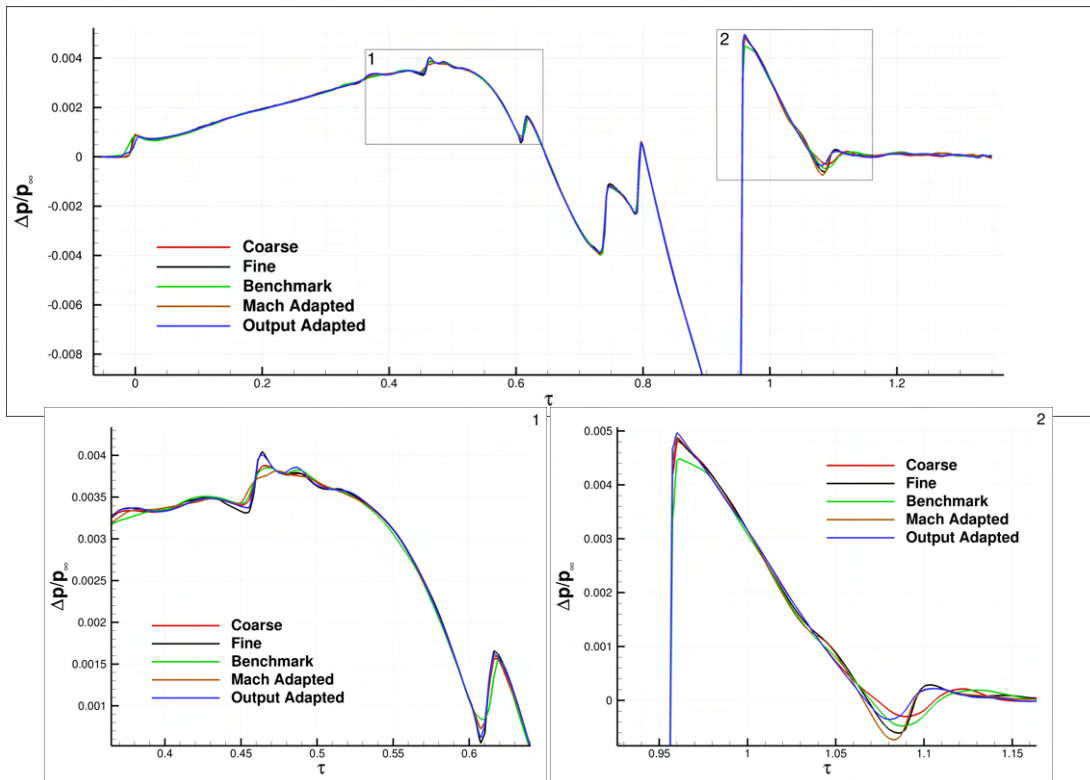 1
2
0.004
0.002
0
-0.002
-0.004
-0.006
-0.008
Δp/p∞
Coarse
Fine
Benchmark
Mach Adapted
Output Adapted
0 0.2 0.4 0.6 0.8 1 1.2
τ
1
0.004
0.0035
0.003
0.0025
0.002
0.0015
0.001
Δp/p∞
Coarse
Fine
Benchmark
Mach Adapted
Output Adapted
0.4 0.45 0.5 0.55 0.6
τ
2
0.005
0.004
0.003
0.002
0.001
0
Δp/p∞
Coarse
Fine
Benchmark
Mach Adapted
Output Adapted
0.95 1 1.05 1.1 1.15
τ